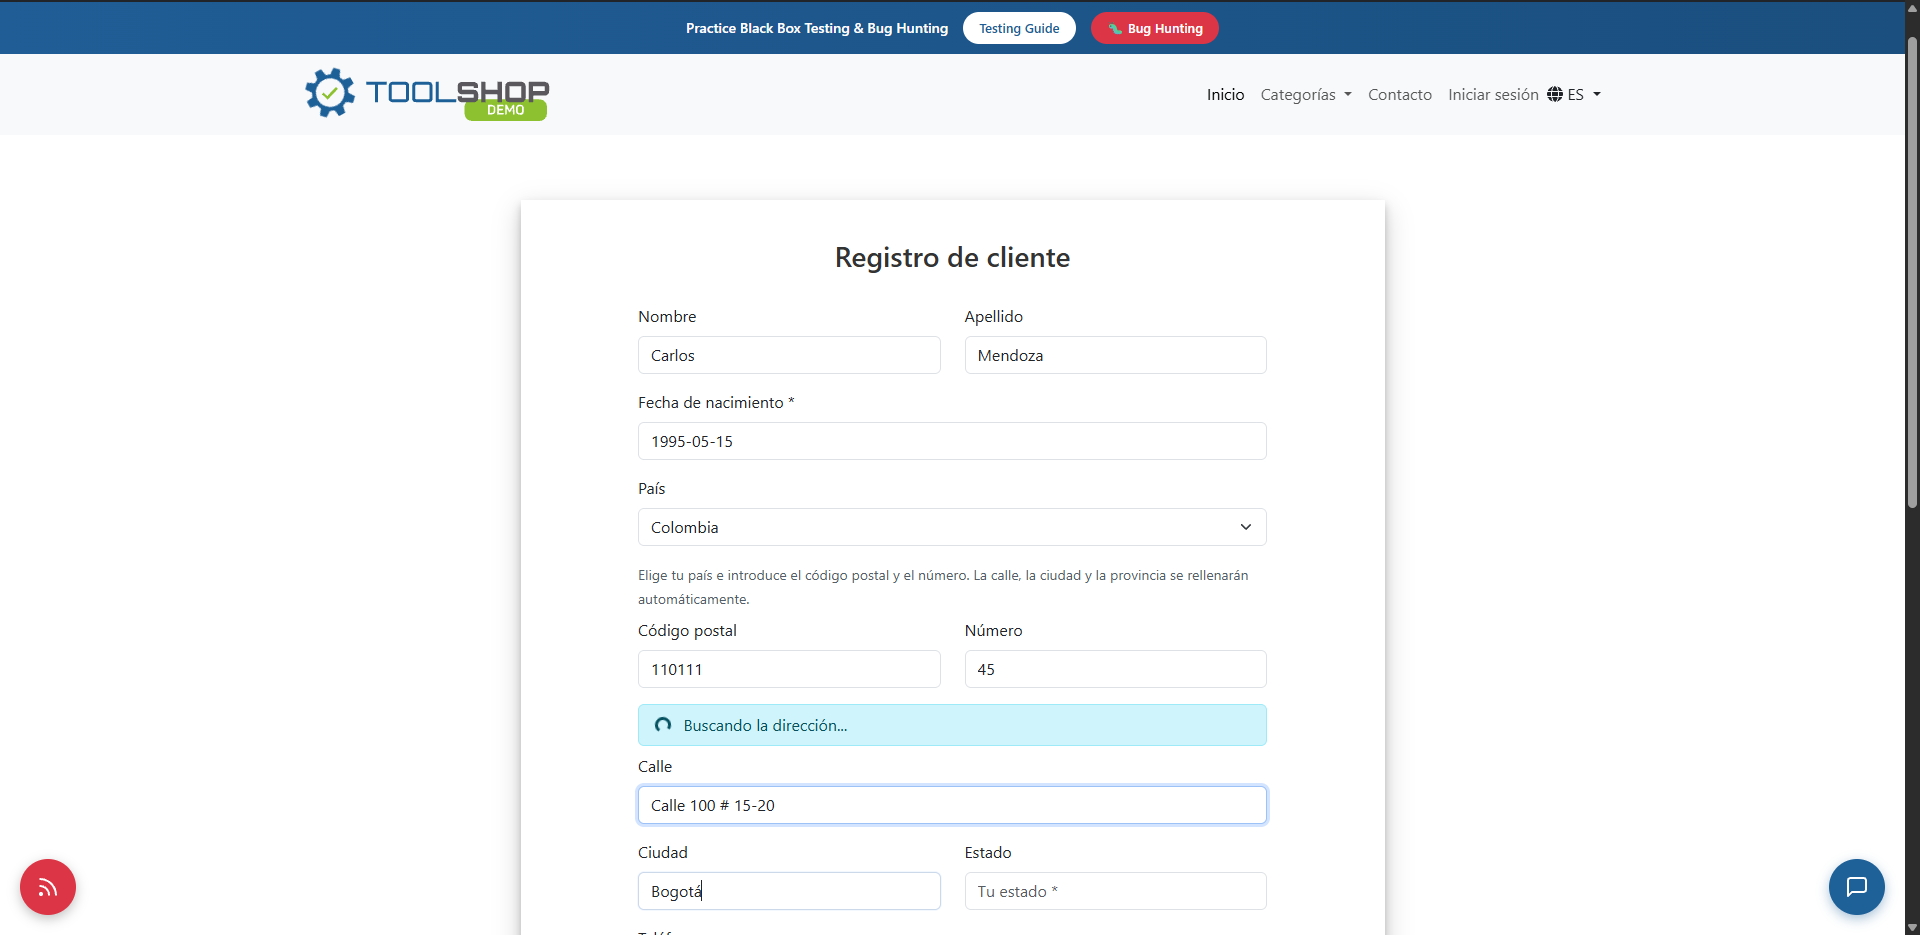 Practice Black Box Testing & Bug Hunting Testing Guide Bug Hunting
TOOLSHOP
DEMO
Inicio Categorías Contacto Iniciar sesión ES
Registro de cliente
Nombre Apellido
Carlos Mendoza
Fecha de nacimiento *
1995-05-15
País
Colombia
Elige tu país e introduce el código postal y el número. La calle, la ciudad y la provincia se rellenarán
automáticamente.
Código postal Número
110111 45
Buscando la dirección...
Calle
Calle 100 # 15-20
Ciudad Estado
Bogotá Tu estado *